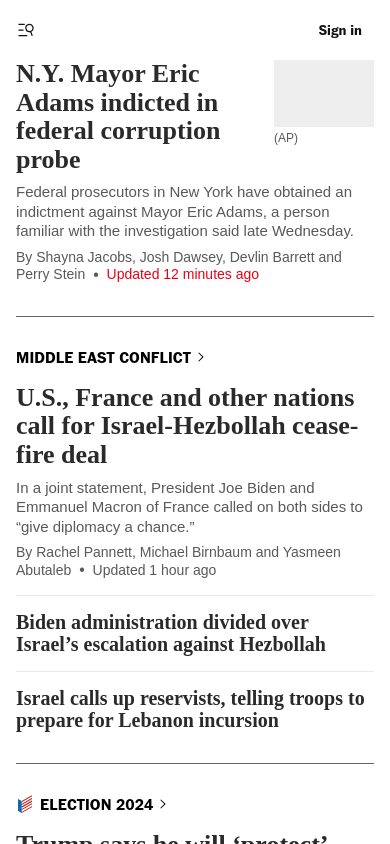 Sign in
N.Y. Mayor Eric
Adams indicted in
federal corruption
probe
(AP)
Federal prosecutors in New York have obtained an
indictment against Mayor Eric Adams, a person
familiar with the investigation said late Wednesday.
By Shayna Jacobs, Josh Dawsey, Devlin Barrett and
Perry Stein • Updated 12 minutes ago
MIDDLE EAST CONFLICT
U.S., France and other nations
call for Israel-Hezbollah cease-
fire deal
In a joint statement, President Joe Biden and
Emmanuel Macron of France called on both sides to
“give diplomacy a chance.”
By Rachel Pannett, Michael Birnbaum and Yasmeen
Abutaleb • Updated 1 hour ago
Biden administration divided over
Israel’s escalation against Hezbollah
Israel calls up reservists, telling troops to
prepare for Lebanon incursion
ELECTION 2024
Trump says he will ‘protect’